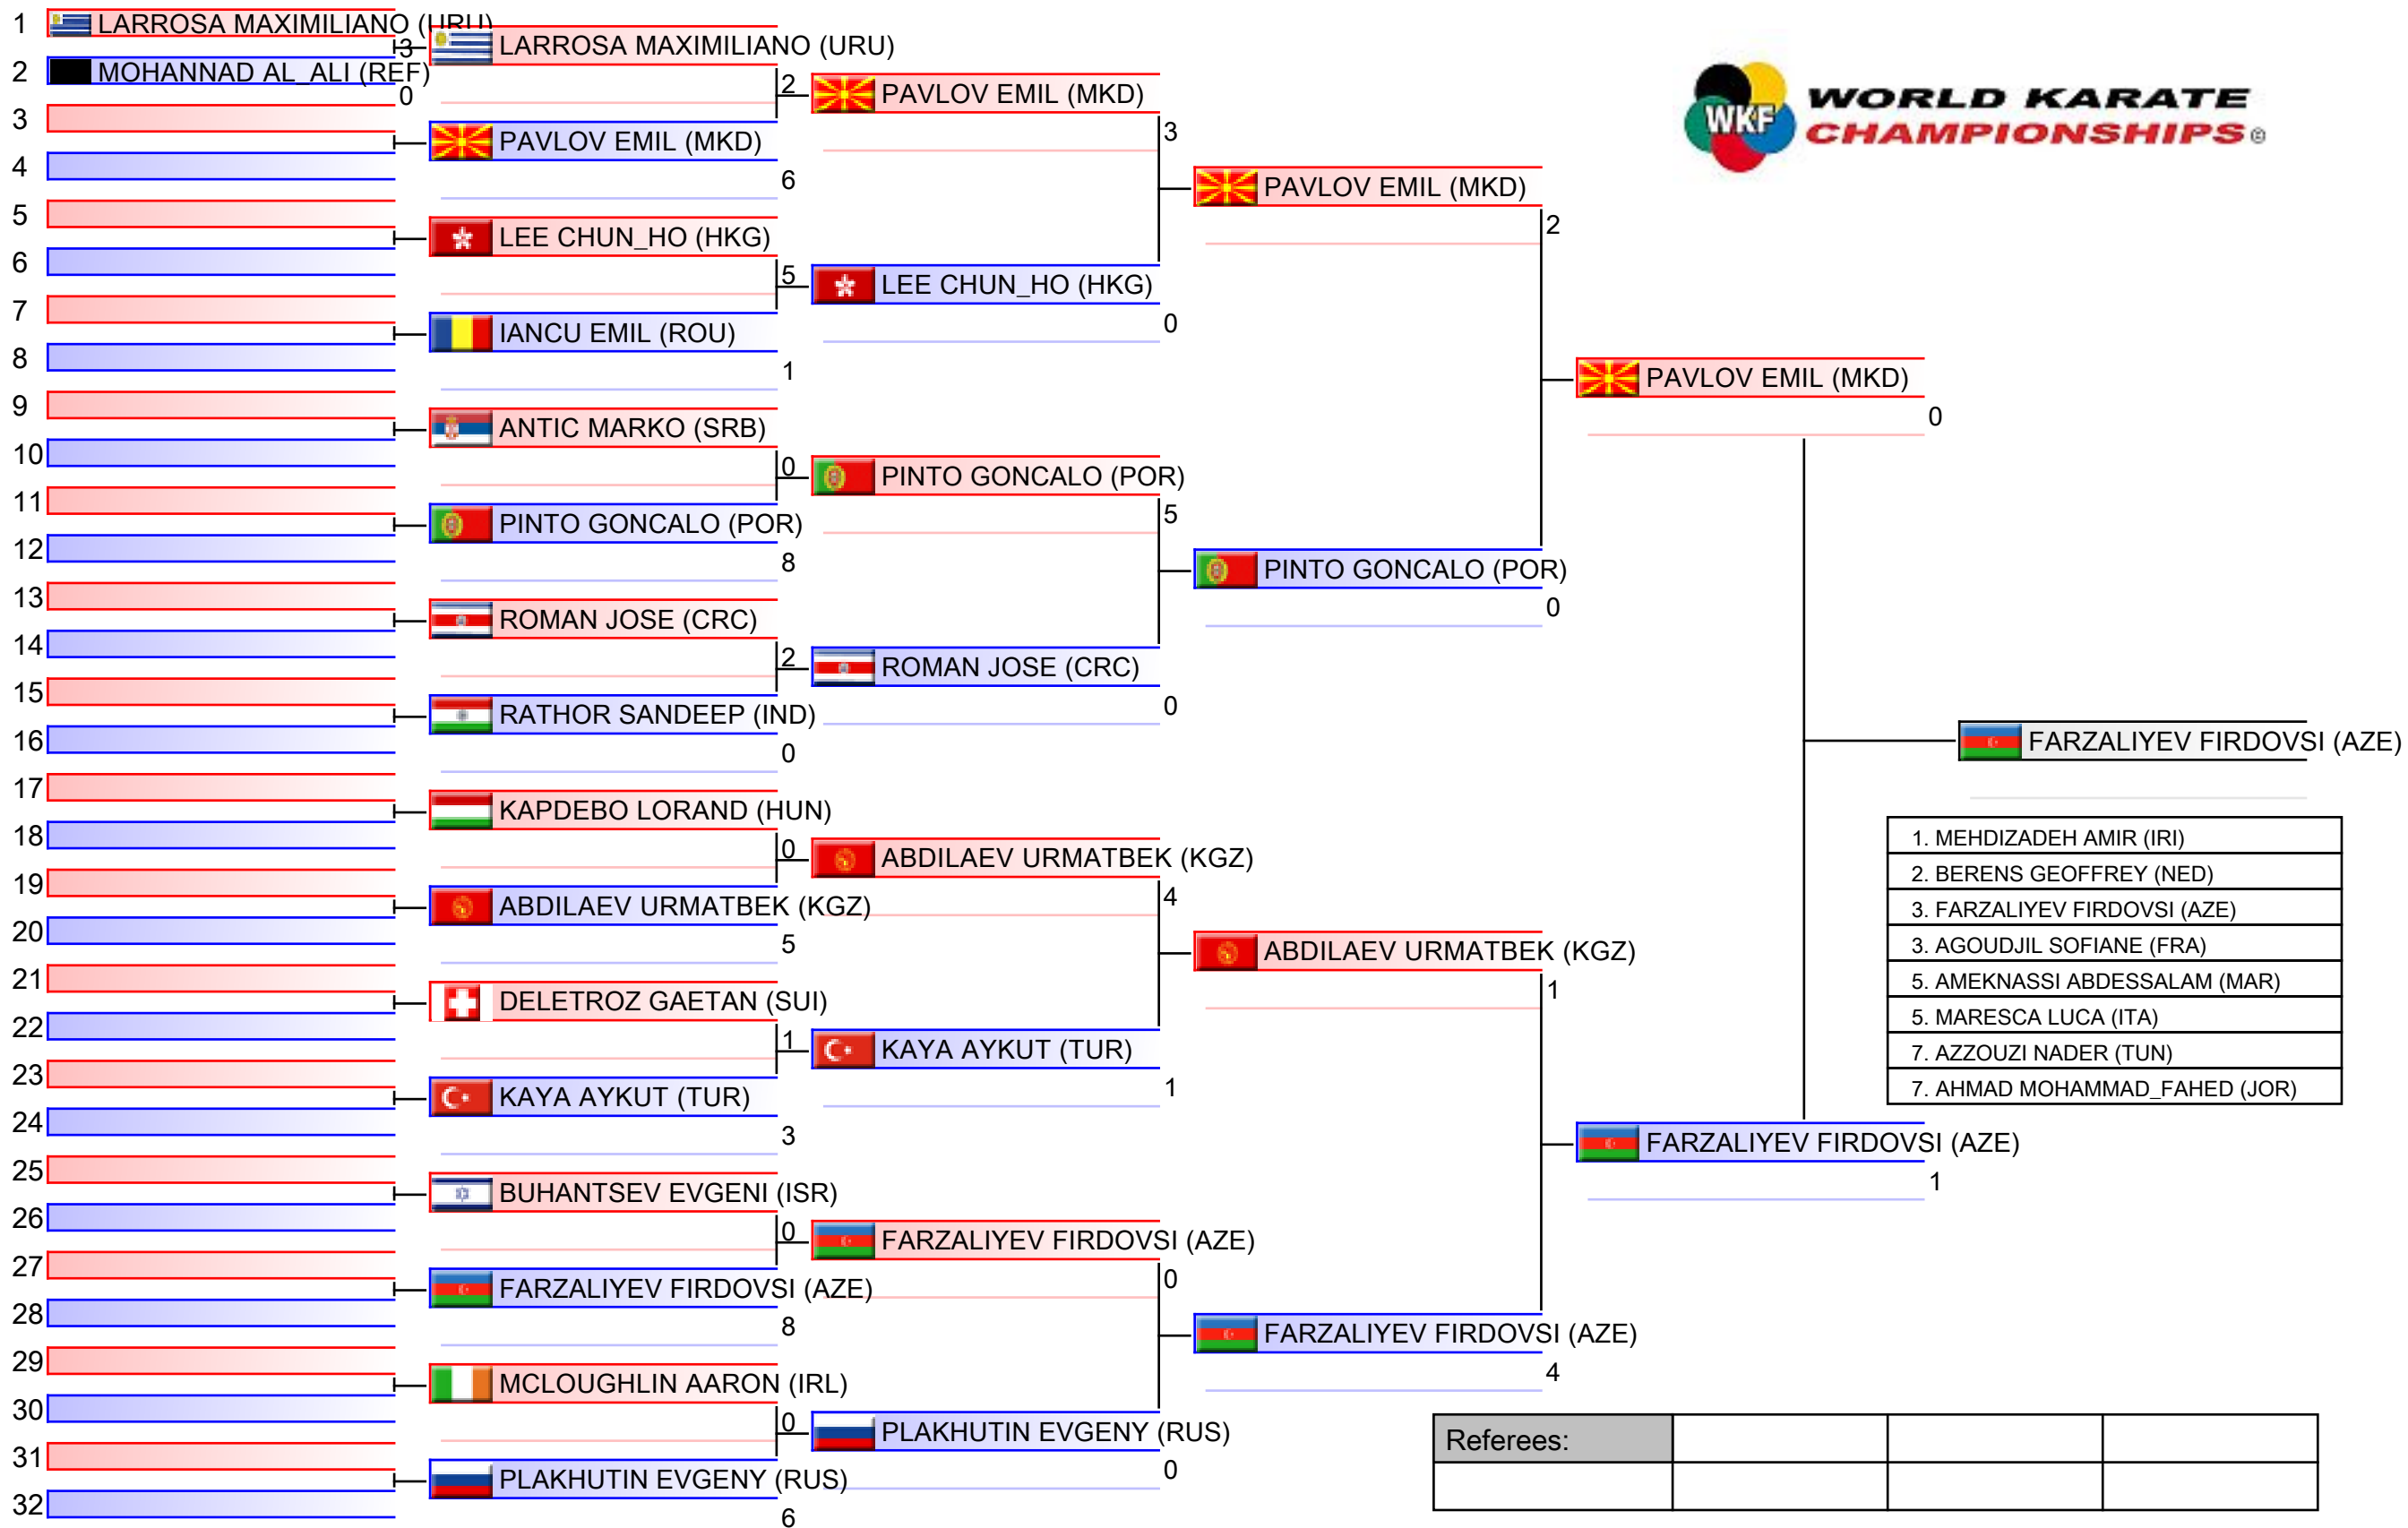 1 LARROSA MAXIMILIANO (URU)
3
2 MOHANNAD AL_ALI (REF)
0
3
4
5
6
7
8
9
10
11
12
13
14
15
16
17
18
19
20
21
22
23
24
25
26
27
28
29
30
31
32
LARROSA MAXIMILIANO (URU)
2
PAVLOV EMIL (MKD)
6
LEE CHUN_HO (HKG)
5
IANCU EMIL (ROU)
1
ANTIC MARKO (SRB)
0
PINTO GONCALO (POR)
8
ROMAN JOSE (CRC)
2
RATHOR SANDEEP (IND)
0
KAPDEBO LORAND (HUN)
0
ABDILAEV URMATBEK (KGZ)
5
DELETROZ GAETAN (SUI)
1
KAYA AYKUT (TUR)
3
BUHANTSEV EVGENI (ISR)
0
FARZALIYEV FIRDOVSI (AZE)
8
MCLOUGHLIN AARON (IRL)
0
PLAKHUTIN EVGENY (RUS)
6
PAVLOV EMIL (MKD)
3
LEE CHUN_HO (HKG)
0
PINTO GONCALO (POR)
5
ROMAN JOSE (CRC)
0
ABDILAEV URMATBEK (KGZ)
4
KAYA AYKUT (TUR)
1
FARZALIYEV FIRDOVSI (AZE)
0
PLAKHUTIN EVGENY (RUS)
0
PAVLOV EMIL (MKD)
2
PINTO GONCALO (POR)
0
ABDILAEV URMATBEK (KGZ)
1
FARZALIYEV FIRDOVSI (AZE)
4
PAVLOV EMIL (MKD)
0
FARZALIYEV FIRDOVSI (AZE)
1
FARZALIYEV FIRDOVSI (AZE)
WKF
WORLD KARATE
CHAMPIONSHIPS ®
1. MEHDIZADEH AMIR (IRI)
2. BERENS GEOFFREY (NED)
3. FARZALIYEV FIRDOVSI (AZE)
3. AGOUDJIL SOFIANE (FRA)
5. AMEKNASSI ABDESSALAM (MAR)
5. MARESCA LUCA (ITA)
7. AZZOUZI NADER (TUN)
7. AHMAD MOHAMMAD_FAHED (JOR)
Referees: